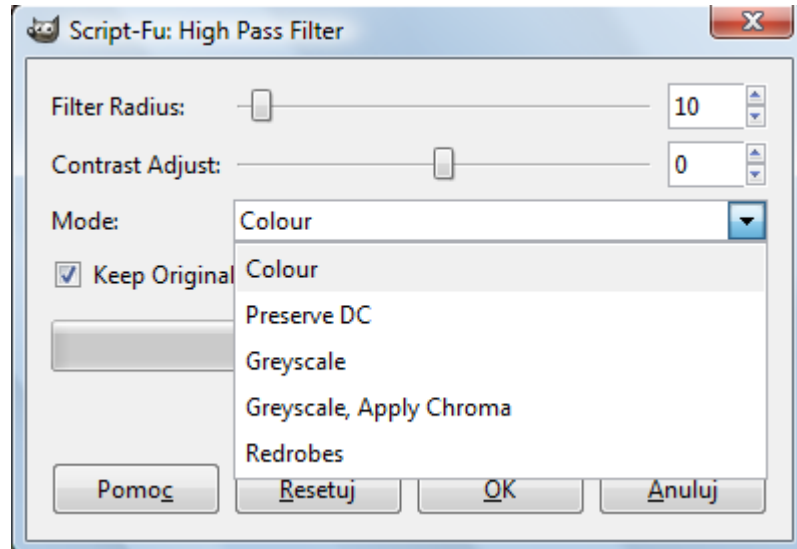 Script-Fu: High Pass Filter
Filter Radius: 10
Contrast Adjust: 0
Mode: Colour
Keep Original
Colour
Preserve DC
Greyscale
Greyscale, Apply Chroma
Redrobes
Pomoc Resetuj OK Anuluj